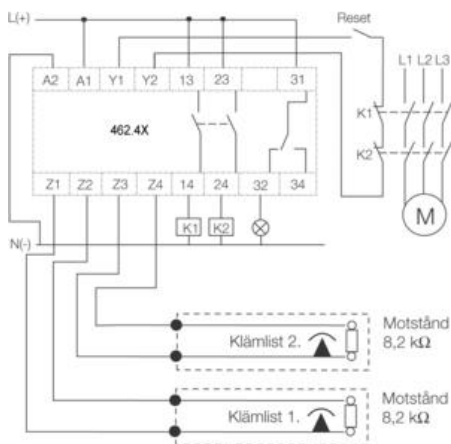 L(+)
Reset
A2 A1 Y1 Y2 13 23 31
L1 L2 L3
462.4X
K1
K2
Z1 Z2 Z3 Z4 14 24 32 34
K1 K2
M
N(-)
Klämlist 2.
Motstånd
8,2 kΩ
Klämlist 1.
Motstånd
8,2 kΩ